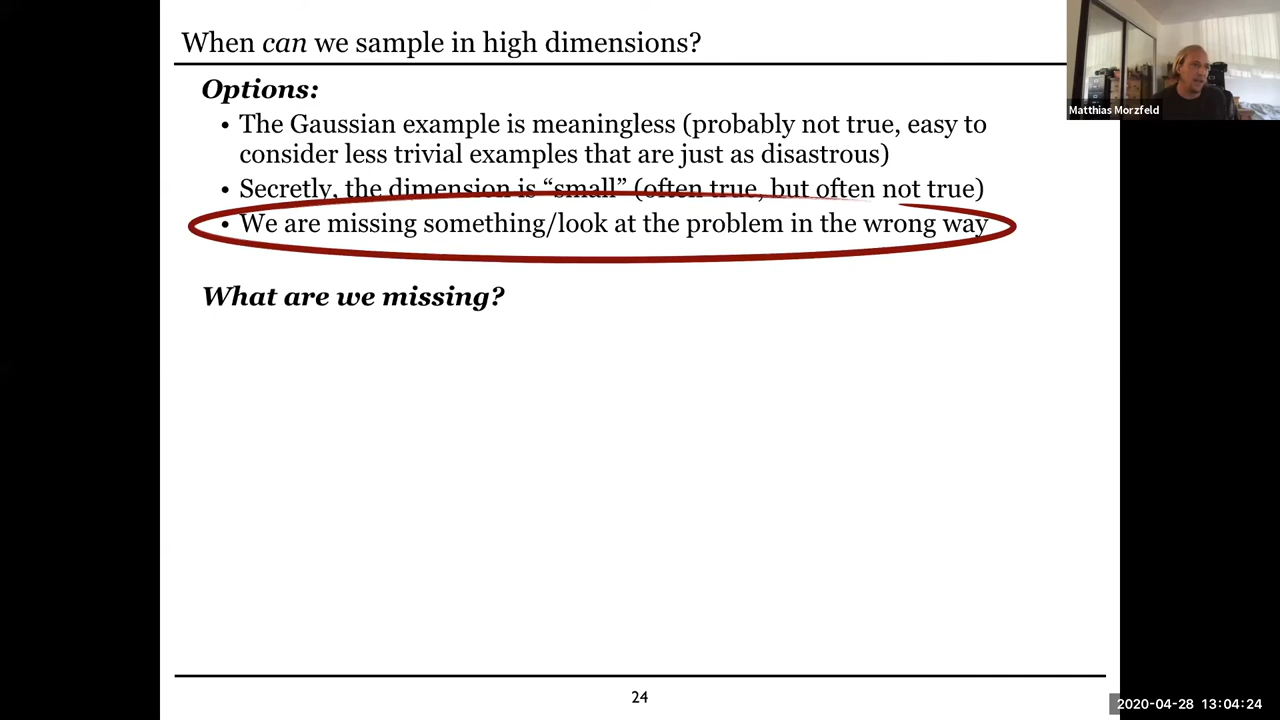 When can we sample in high dimensions?
Matthias Morzfeld
Options:
• The Gaussian example is meaningless (probably not true, easy to
consider less trivial examples that are just as disastrous)
• Secretly, the dimension is “small” (often true, but often not true)
• We are missing something/look at the problem in the wrong way
What are we missing?
24
2020-04-28 13:04:24